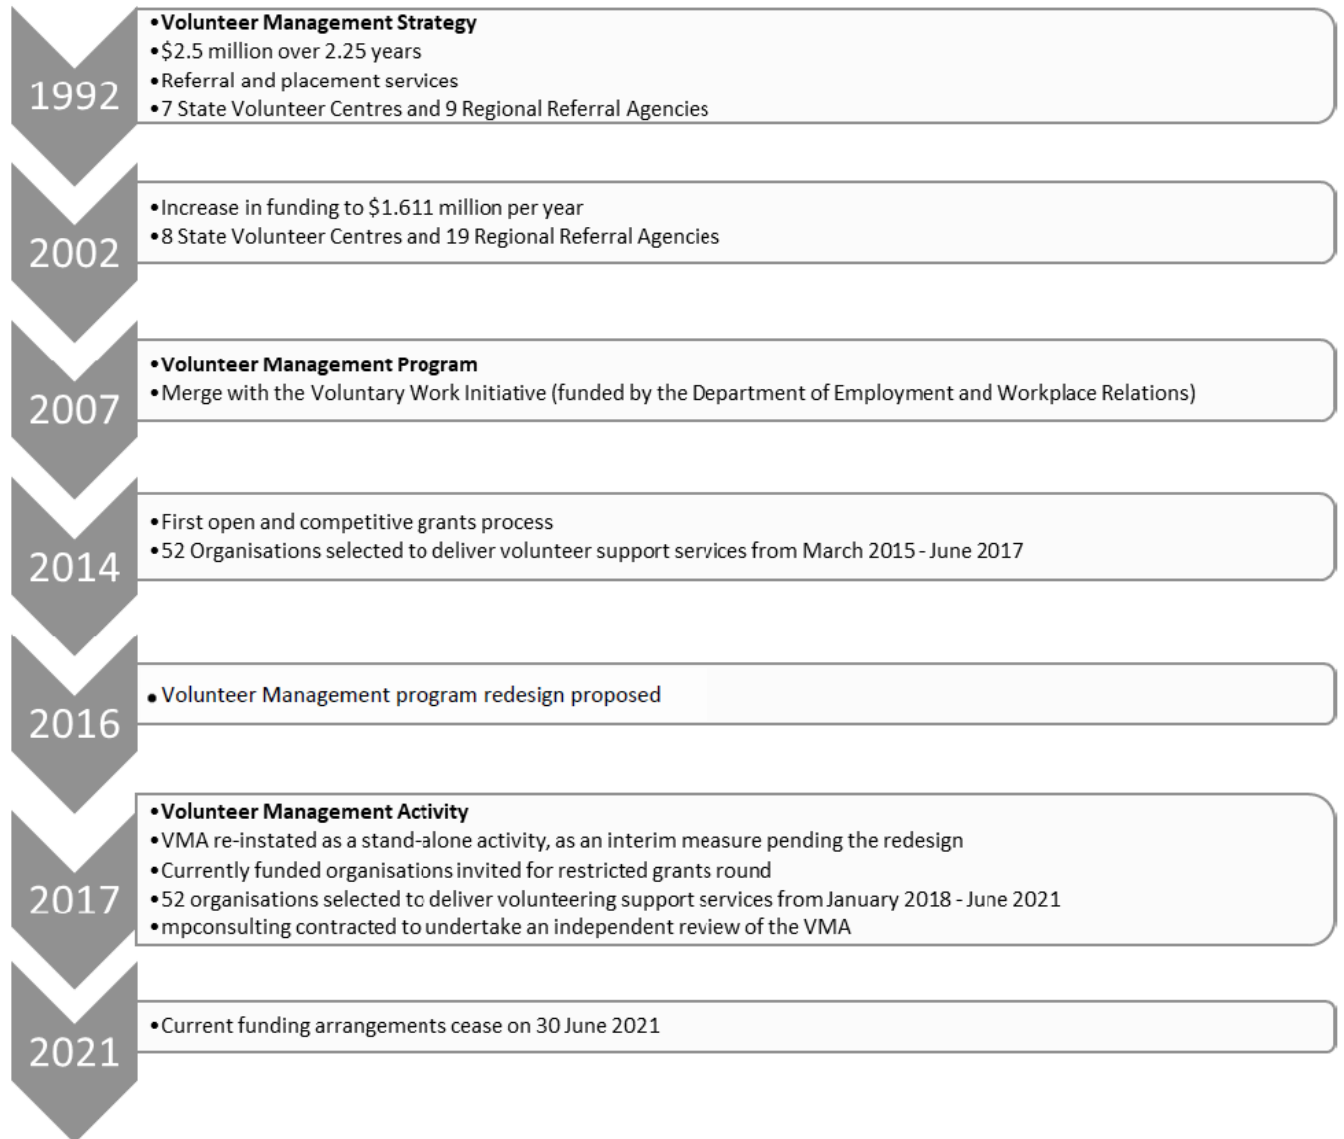 1992
•Volunteer Management Strategy
•$2.5 million over 2.25 years
•Referral and placement services
•7 State Volunteer Centres and 9 Regional Referral Agencies
2002
•Increase in funding to $1.611 million per year
•8 State Volunteer Centres and 19 Regional Referral Agencies
2007
•Volunteer Management Program
•Merge with the Voluntary Work Initiative (funded by the Department of Employment and Workplace Relations)
2014
•First open and competitive grants process
•52 Organisations selected to deliver volunteer support services from March 2015 - June 2017
2016
• Volunteer Management program redesign proposed
2017
•Volunteer Management Activity
•VMA re-instated as a stand-alone activity, as an interim measure pending the redesign
•Currently funded organisations invited for restricted grants round
•52 organisations selected to deliver volunteering support services from January 2018 - June 2021
•mpconsulting contracted to undertake an independent review of the VMA
2021
•Current funding arrangements cease on 30 June 2021